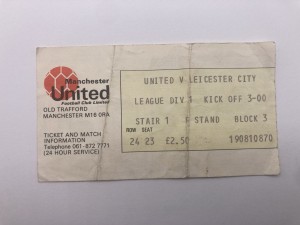 Manchester
United
Football Club Limited
OLD TRAFFORD
MANCHESTER M16 0RA
TICKET AND MATCH
INFORMATION
Telephone 061-872 7771
(24 HOUR SERVICE)
UNITED V LEICESTER CITY
LEAGUE DIV 1 KICK OFF 3-00
STAIR 1 STAND BLOCK 3
ROW SEAT
24 23 £2.50 190810870